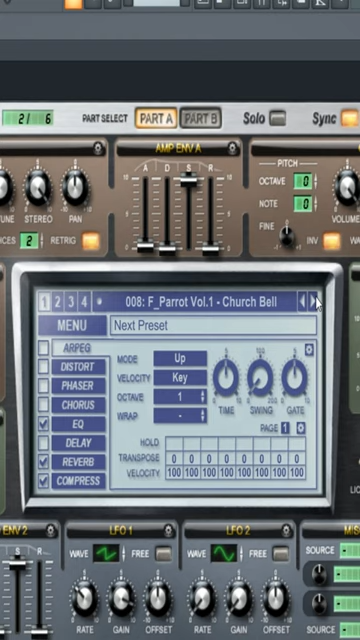 2/ 6 PART SELECT PART A PART B Solo Sync
AMP ENV A
A D S R
PITCH
OCTAVE 0
NOTE 0
FINE
STEREO PAN
2 RETRIG INV
1 2 3 4 008: F_Parrot Vol.1 - Church Bell
MENU Next Preset
ARPEG
DISTORT
PHASER
CHORUS
EQ
DELAY
REVERB
COMPRESS
MODE Up
VELOCITY Key
OCTAVE 1
WRAP -
TIME SWING GATE
PAGE 1
HOLD
TRANSPOSE 0 0 0 0 0 0 0 0
VELOCITY 100 100 100 100 100 100 100 100
ENV 2 LFO 1 LFO 2
S R
WAVE FREE WAVE FREE SOURCE
RATE GAIN OFFSET RATE GAIN OFFSET
SOURCE